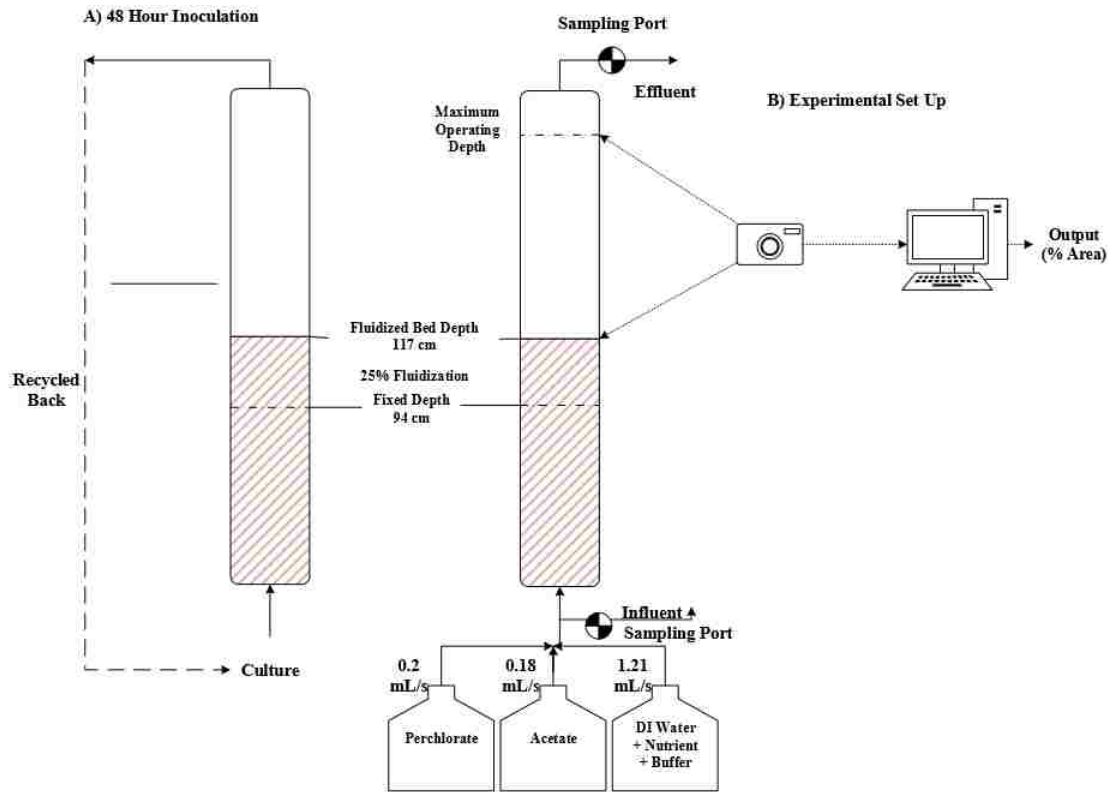 A) 48 Hour Inoculation
Sampling Port
Effluent
B) Experimental Set Up
Maximum
Operating
Depth
Output
(% Area)
Fluidized Bed Depth
117 cm
25% Fluidization
Fixed Depth
94 cm
Recycled
Back
Culture
Influent
Sampling Port
0.2
mL/s
0.18
mL/s
1.21
mL/s
Perchlorate
Acetate
DI Water
+ Nutrient
+ Buffer